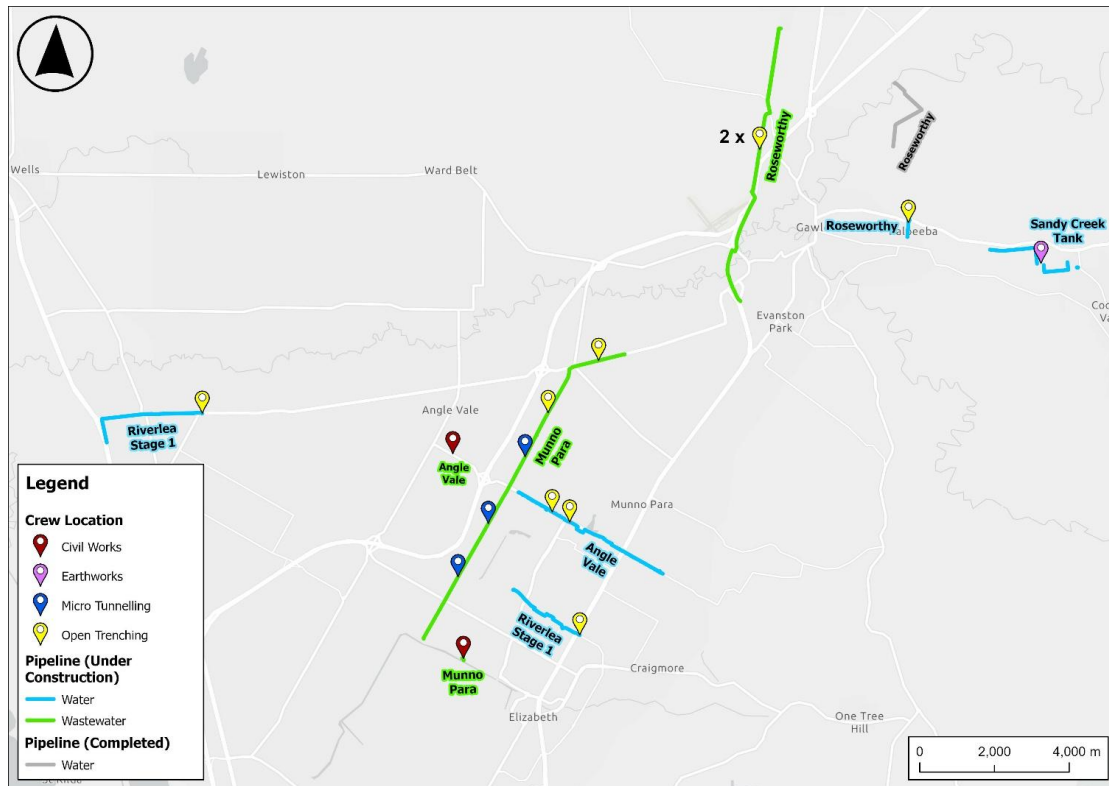 2 x
Roseworthy
Roseworthy
Wells
Lewiston
Ward Belt
Roseworthy
Sandy Creek
Tank
Evanston
Park
Angle Vale
Riverlea
Stage 1
Munno
Para
Angle
Vale
Munno Para
Angle
Vale
Riverlea
Stage 1
Munno
Para
Craigmore
Elizabeth
One Tree
Hill
Legend
Crew Location
Civil Works
Earthworks
Micro Tunnelling
Open Trenching
Pipeline (Under
Construction)
Water
Wastewater
Pipeline (Completed)
Water
0 2,000 4,000 m